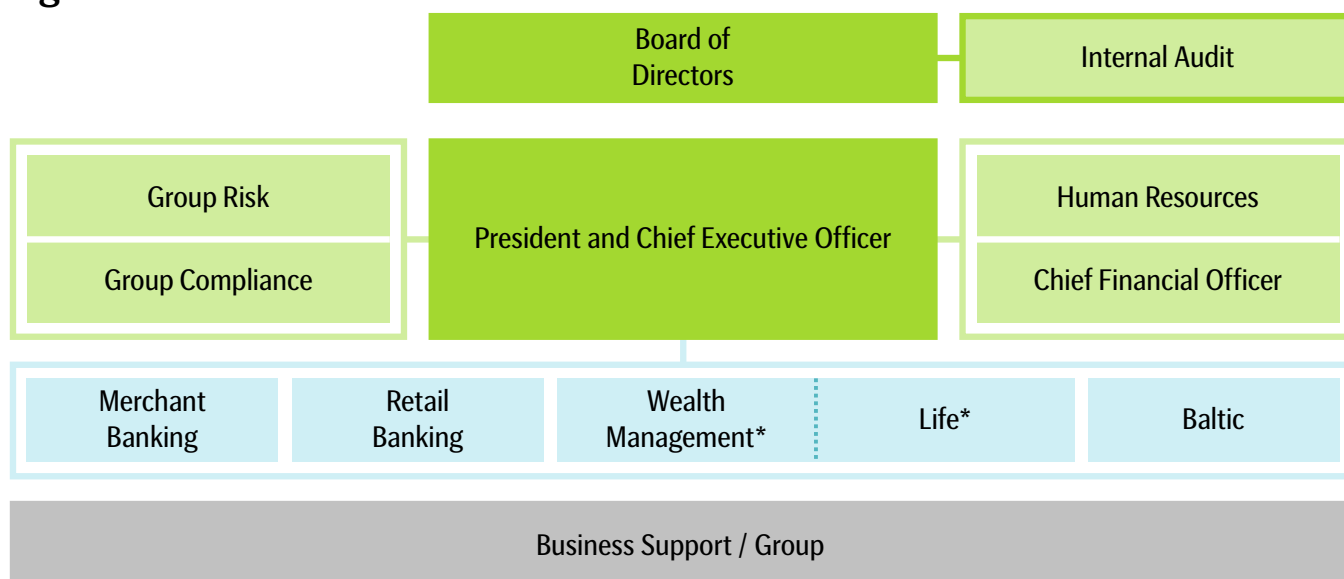 Board of
Directors
Internal Audit
Group Risk
Group Compliance
President and Chief Executive Officer
Human Resources
Chief Financial Officer
Merchant
Banking
Retail
Banking
Wealth
Management*
Life*
Baltic
Business Support / Group